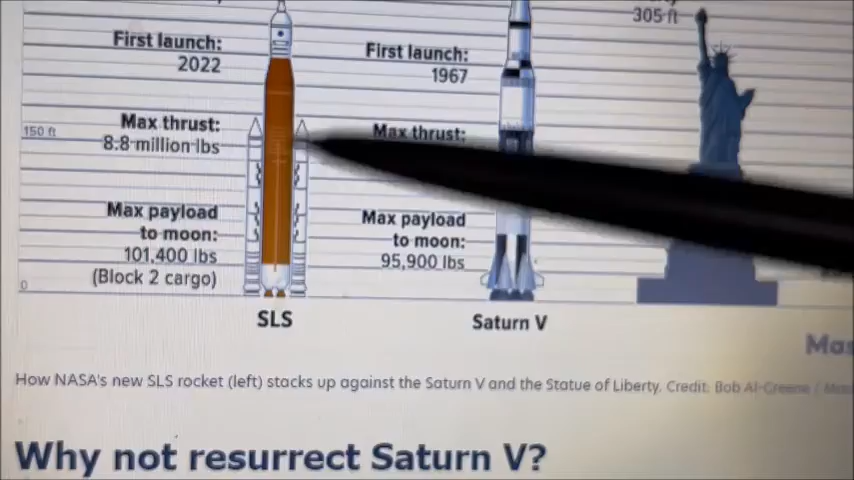 305 ft
First launch:
2022
First launch:
1967
150 ft
Max thrust:
8.8 million lbs
Max thrust:
Max payload
to moon:
101,400 lbs
(Block 2 cargo)
Max payload
to moon:
95,900 lbs
0
SLS
Saturn V
How NASA's new SLS rocket (left) stacks up against the Saturn V and the Statue of Liberty. Credit: Bob Al-Greene /
Why not resurrect Saturn V?